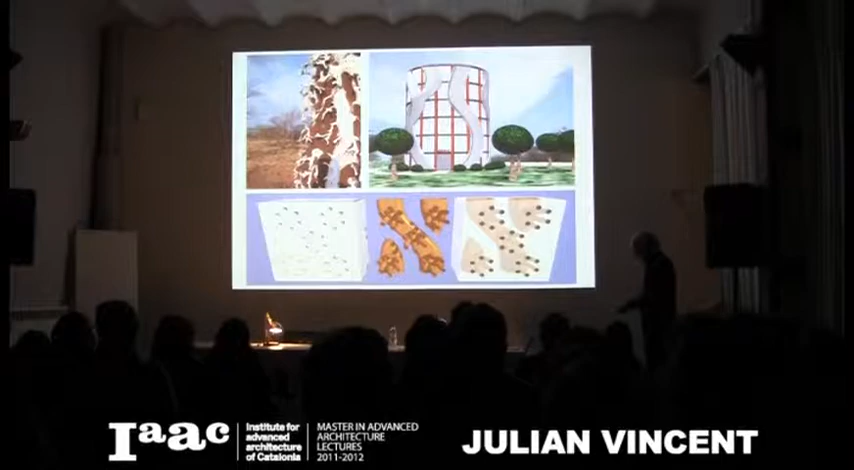 Iaac
Institute for
advanced
architecture
of Catalonia
MASTER IN ADVANCED
ARCHITECTURE
LECTURES
2011-2012
JULIAN VINCENT